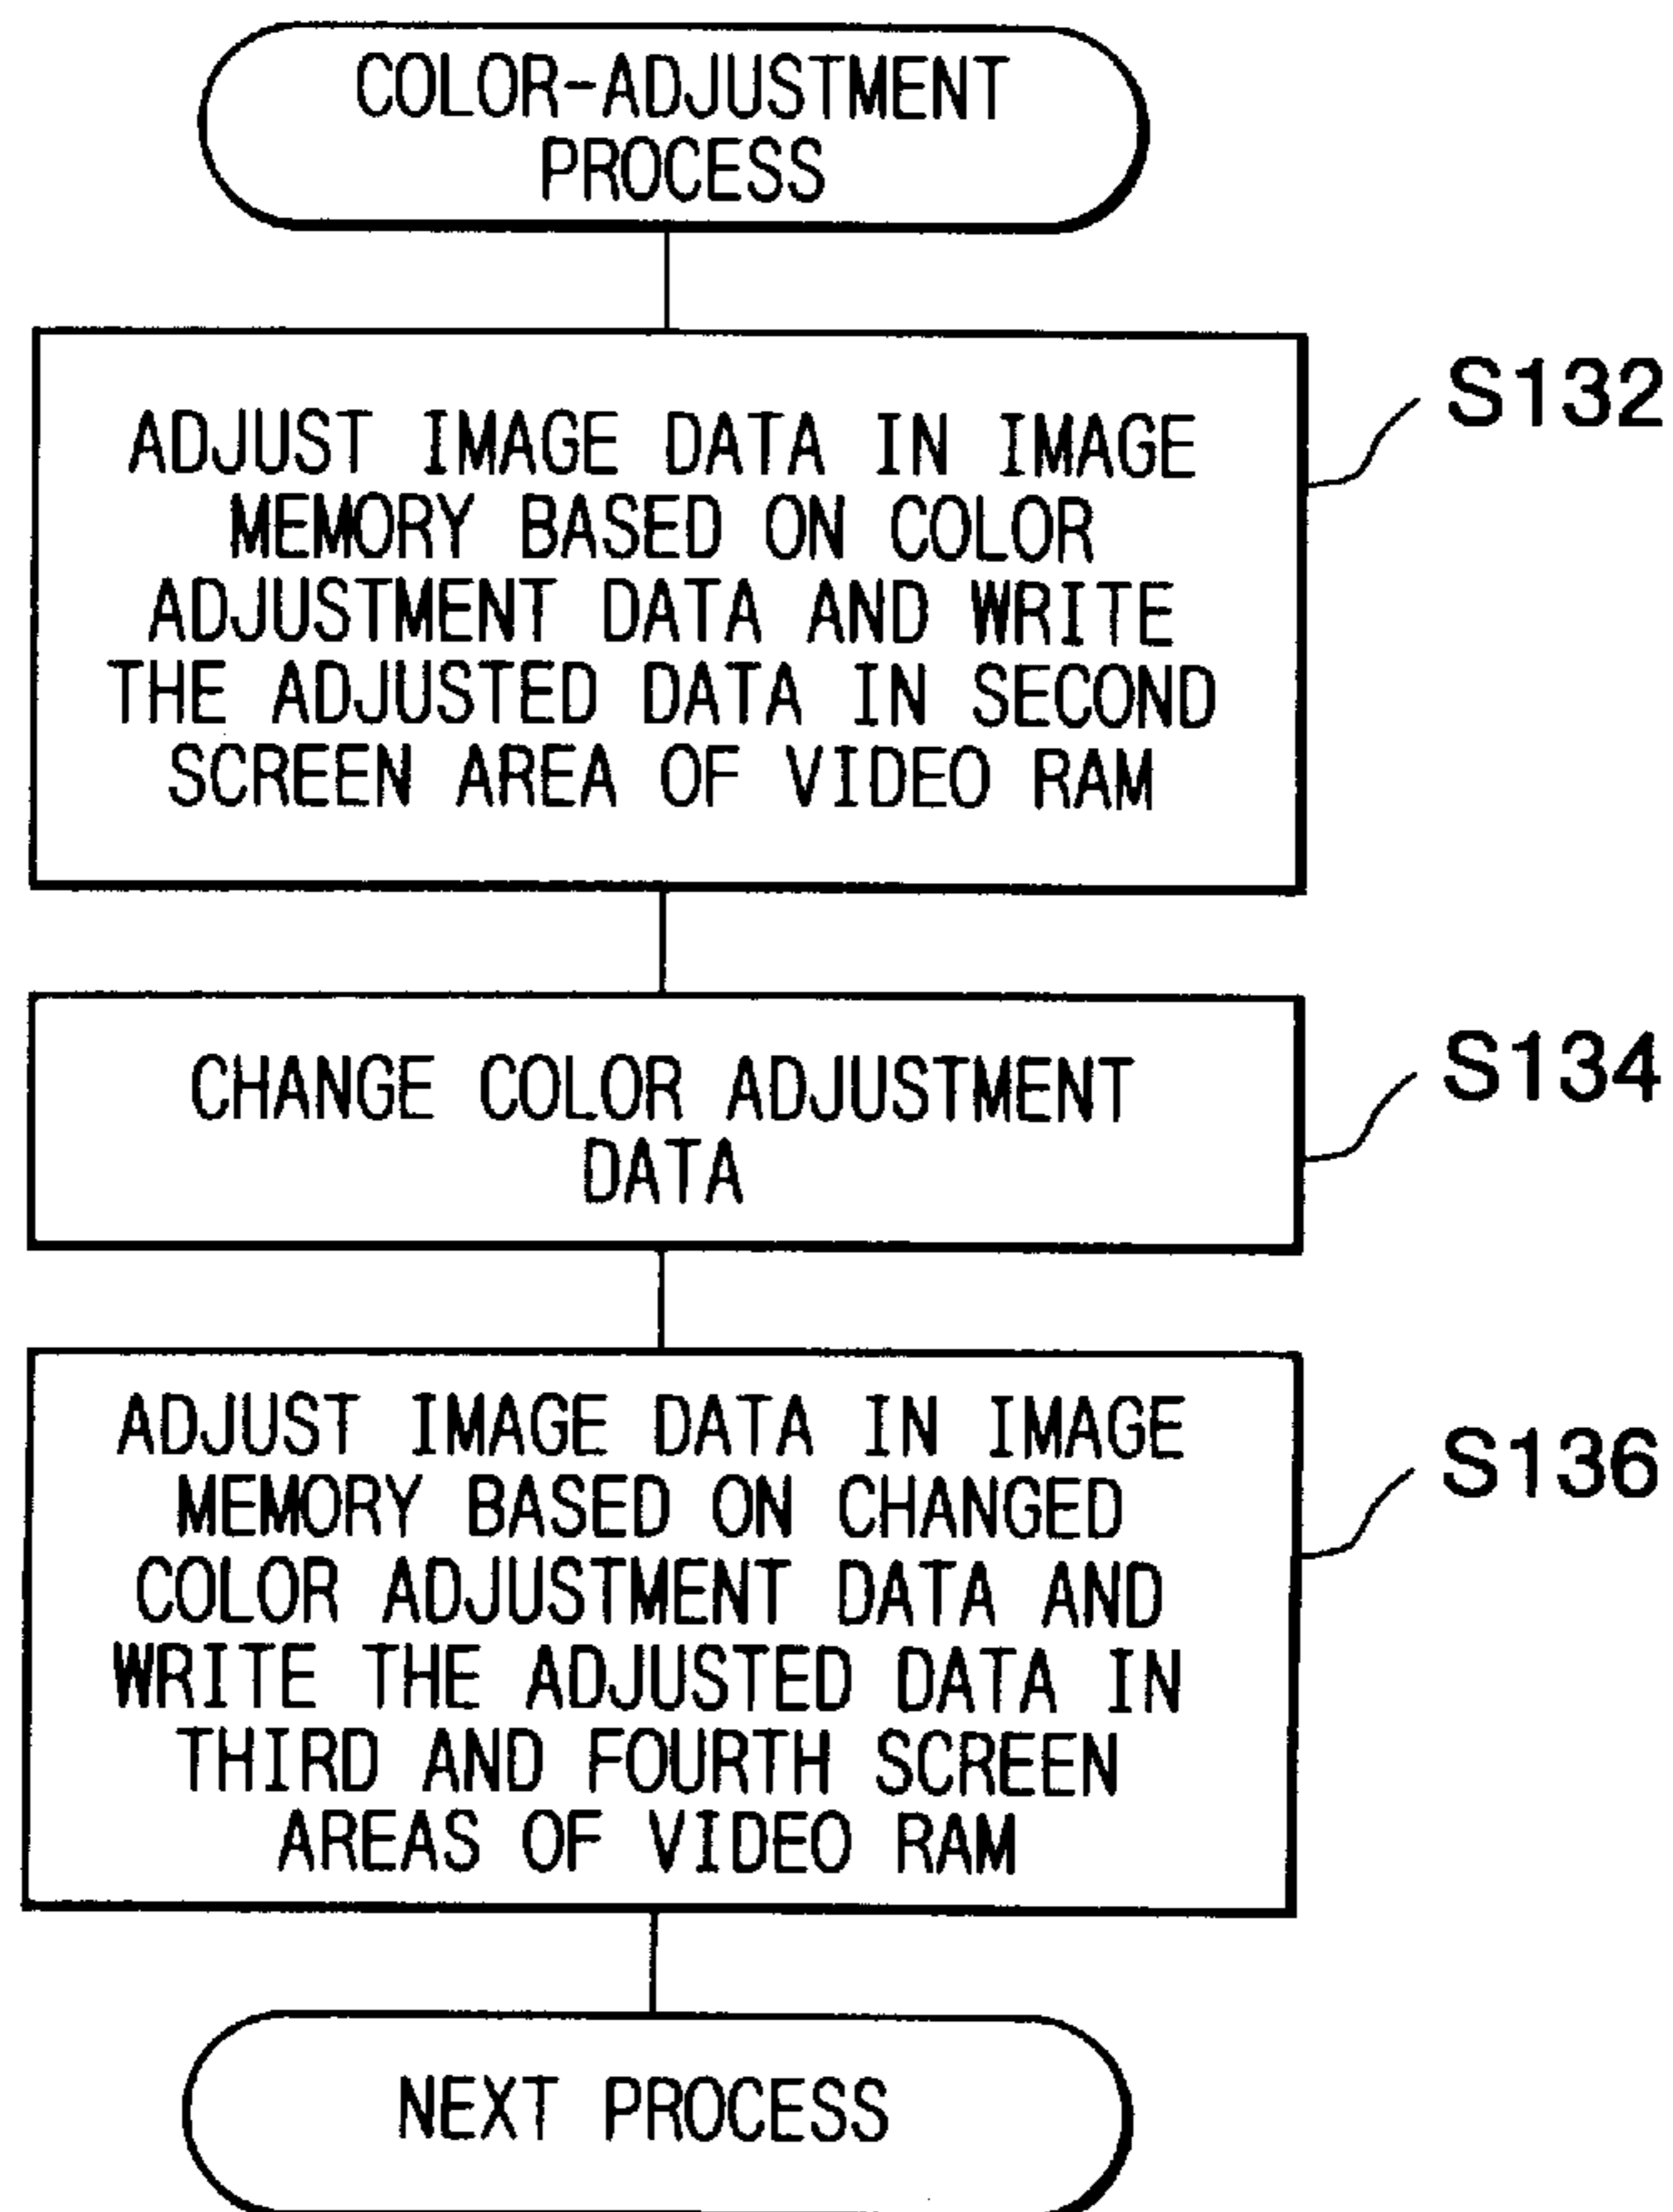 COLOR-ADJUSTMENT
PROCESS
ADJUST IMAGE DATA IN IMAGE
MEMORY BASED ON COLOR
ADJUSTMENT DATA AND WRITE
THE ADJUSTED DATA IN SECOND
SCREEN AREA OF VIDEO RAM
S132
CHANGE COLOR ADJUSTMENT
DATA
S134
ADJUST IMAGE DATA IN IMAGE
MEMORY BASED ON CHANGED
COLOR ADJUSTMENT DATA AND
WRITE THE ADJUSTED DATA IN
THIRD AND FOURTH SCREEN
AREAS OF VIDEO RAM
S136
NEXT PROCESS